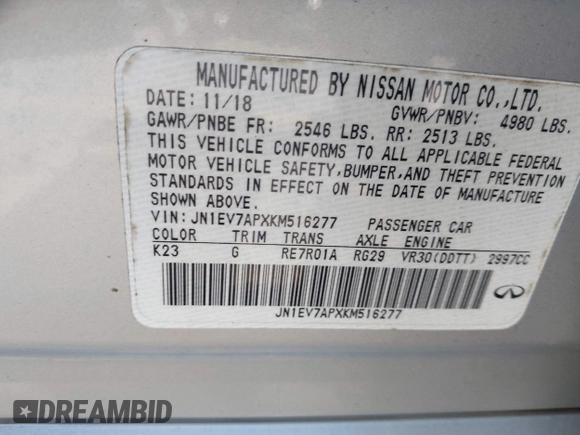 MANUFACTURED BY NISSAN MOTOR CO.,LTD.
DATE: 11/18 GVWR/PNBV: 4980 LBS.
GAWR/PNBE FR: 2546 LBS. RR: 2513 LBS.
THIS VEHICLE CONFORMS TO ALL APPLICABLE FEDERAL
MOTOR VEHICLE SAFETY, BUMPER, AND THEFT PREVENTION
STANDARDS IN EFFECT ON THE DATE OF MANUFACTURE
SHOWN ABOVE.
VIN: JN1EV7APXKM516277 PASSENGER CAR
COLOR TRIM TRANS AXLE ENGINE
K23 G RE7R01A RG29 VR30(DDTT) 2997CC
JN1EV7APXKM516277
DREAMBID